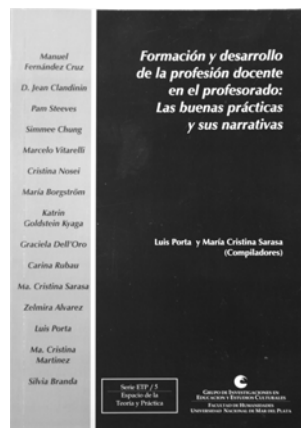 Manuel
Fernández Cruz
D. Jean Clandinin
Pam Steeves
Simmee Chung
Marcelo Vitarelli
Cristina Nosei
María Borgström
Katrin
Goldstein Kyaga
Graciela Dell'Oro
Carina Rubau
Ma. Cristina Sarasa
Zelmira Alvarez
Luis Porta
Ma. Cristina
Martinez
Silvia Branda
Formación y desarrollo
de la profesión docente
en el profesorado:
Las buenas prácticas
y sus narrativas
Luis Porta y María Cristina Sarasa
(Compiladores)
Serie ETP / 5
Espacio de la
Teoría y Práctica
Grupo de Investigaciones en
Educación y Estudios Culturales
Facultad de Humanidades
Universidad Nacional de Mar del Plata